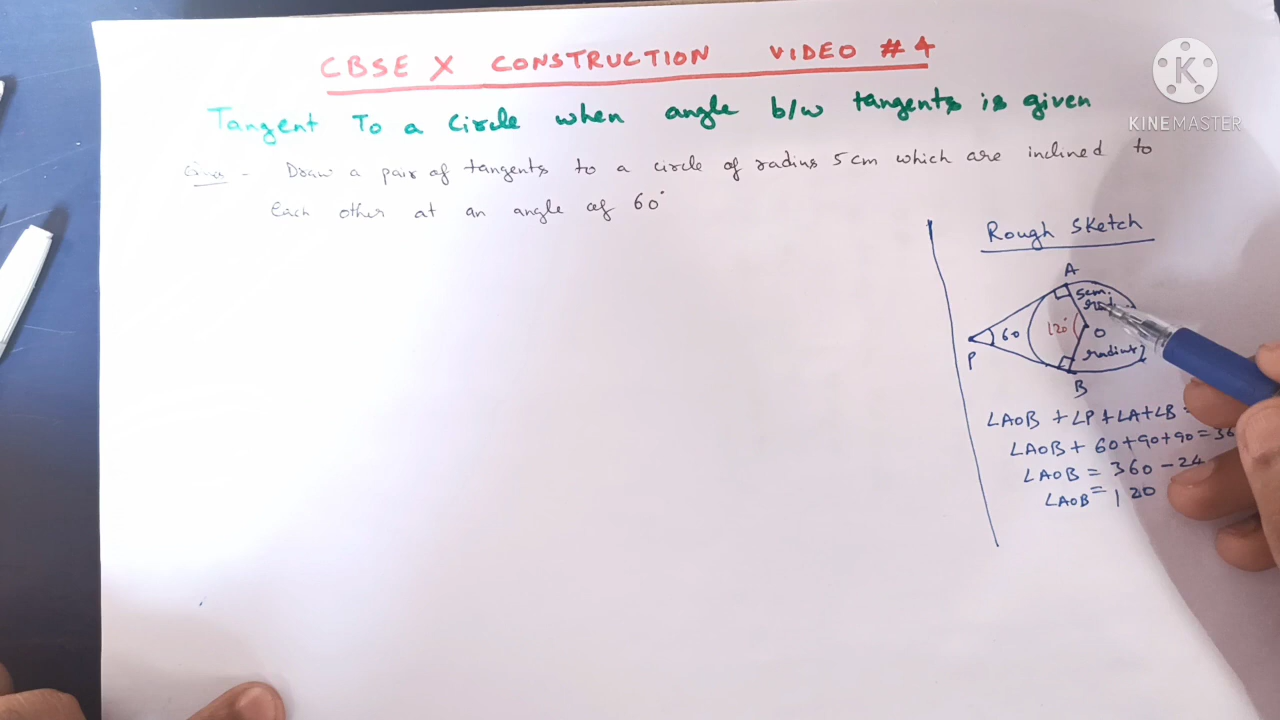 CBSE X CONSTRUCTION VIDEO # 4
K
KINEMASTER
Tangent To a Circle when angle b/w tangents is given
Given - Draw a pair of tangents to a circle of radius 5cm which are inclined to
Each other at an angle of 60°
Rough Sketch
A
5cm.
120°
60
O
P
radius
B
∠AOB + ∠P + ∠A+∠B =
∠AOB + 60+90+90=36
∠AOB = 360 - 24
∠AOB = 120